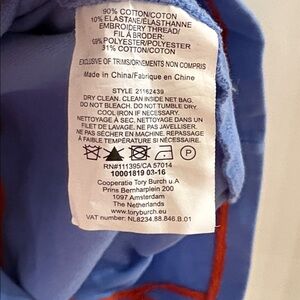 90% COTTON/COTON
10% ELASTANE/ELASTHANNE
EMBROIDERY THREAD/
FIL À BRODER:
69% POLYESTER/POLYESTER
31% COTTON/COTON
EXCLUSIVE OF TRIMS/ORNEMENTS NON COMPRIS
Made in China/Fabriqué en Chine
STYLE 21162439
DRY CLEAN. CLEAN INSIDE NET BAG.
DO NOT BLEACH. DO NOT TUMBLE DRY.
COOL IRON IF NECESSARY.
NETTOYAGE À SEC, NETTOYAGE DANS UN
FILET DE LAVAGE, NE PAS JAVELLISER.
NE PAS SÉCHER EN MACHINE. REPASSAGE
À FAIBLE TEMPÉRATURE SI NÉCESSAIRE.
P
RN#111395/CA 57014
10001819 03-16
Cooperatie Tory Burch u.A
Prins Bernhardplein 200
1097 Amsterdam
The Netherlands
www.toryburch.eu
VAT number: NL8234.88.846.B.01